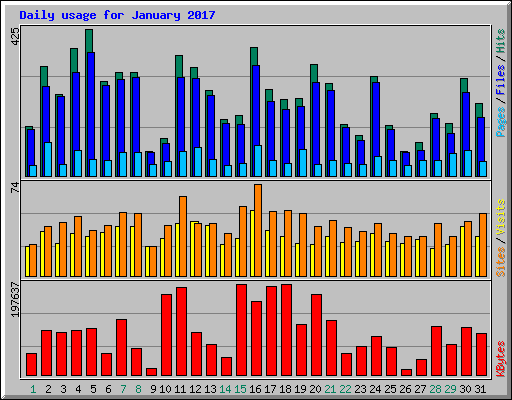 Daily usage for January 2017
425
Pages / Files / Hits
74
Sites / Visits
197637
KBytes
1 2 3 4 5 6 7 8 9 10 11 12 13 14 15 16 17 18 19 20 21 22 23 24 25 26 27 28 29 30 31